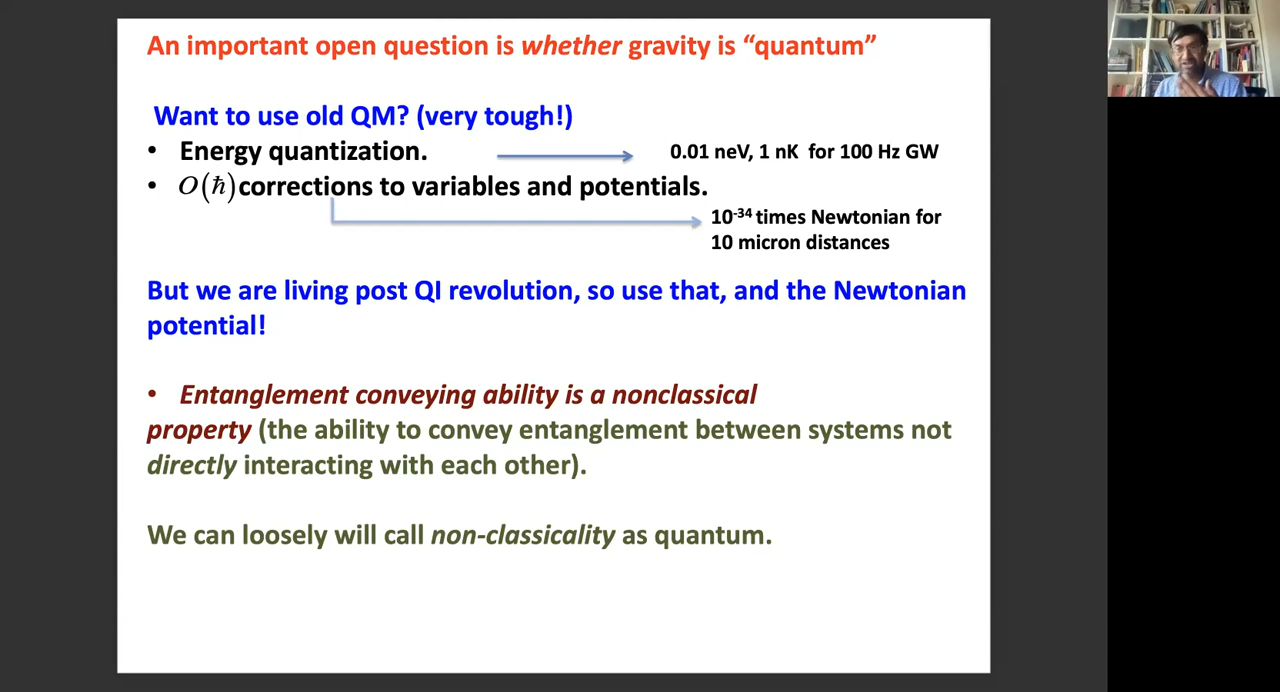 An important open question is whether gravity is “quantum”
Want to use old QM? (very tough!)
• Energy quantization.
0.01 neV, 1 nK for 100 Hz GW
• O(ħ) corrections to variables and potentials.
10⁻³⁴ times Newtonian for
10 micron distances
But we are living post QI revolution, so use that, and the Newtonian
potential!
• Entanglement conveying ability is a nonclassical
property (the ability to convey entanglement between systems not
directly interacting with each other).
We can loosely will call non-classicality as quantum.